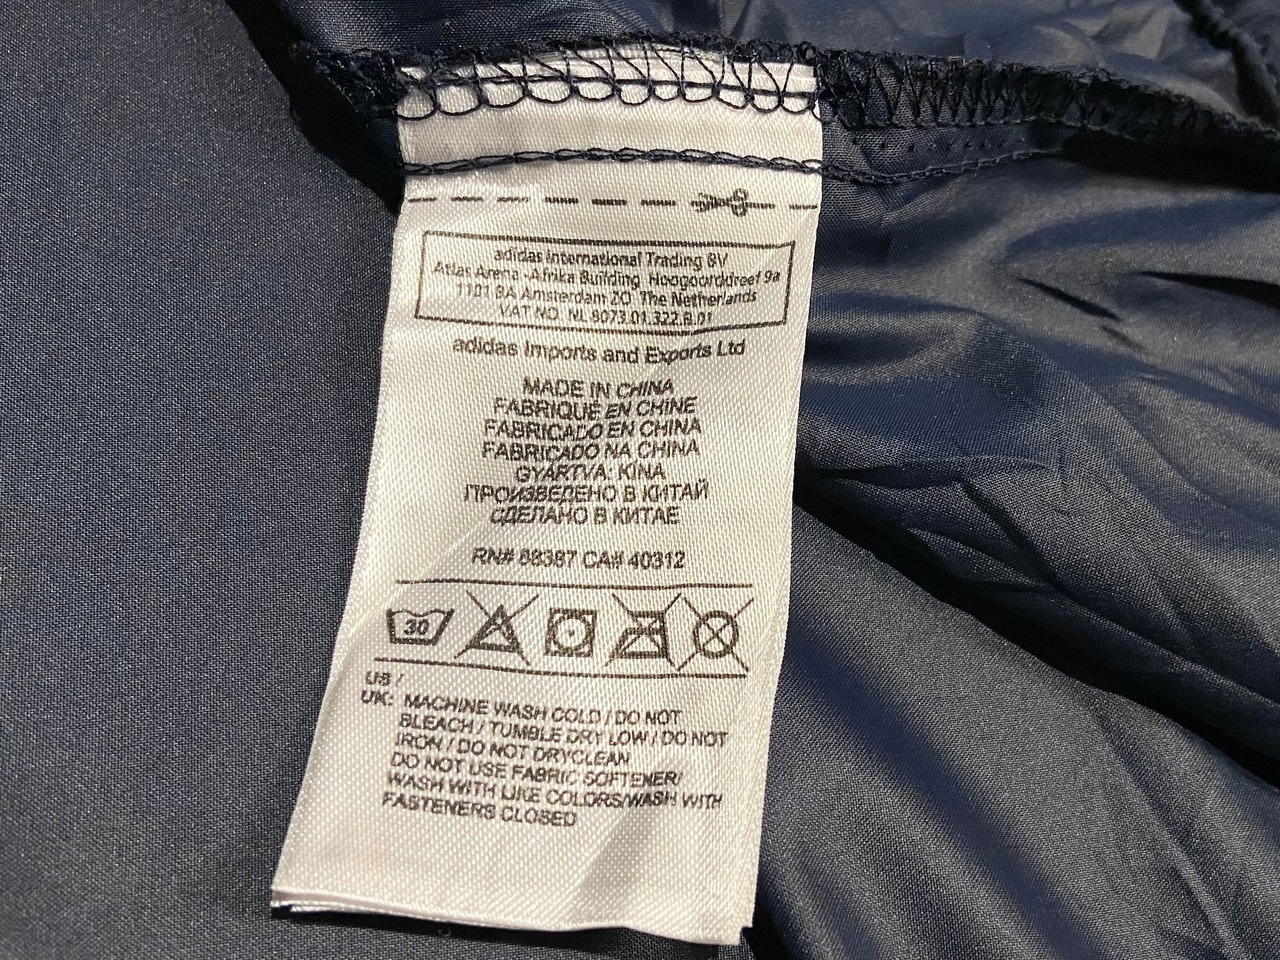 adidas International Trading BV
Atlas Arena - Afrika Building, Hoogoorddreef 9a
1101 BA Amsterdam ZO The Netherlands
VAT NO. NL 8073.01.322.B.01
adidas Imports and Exports Ltd
MADE IN CHINA
FABRIQUÉ EN CHINE
FABRICADO EN CHINA
FABRICADO NA CHINA
GYÁRTVA: KÍNA
ПРОИЗВЕДЕНО В КИТАЙ
СДЕЛАНО В КИТАЕ
RN# 88387 CA# 40312
30
US /
UK: MACHINE WASH COLD / DO NOT
BLEACH / TUMBLE DRY LOW / DO NOT
IRON / DO NOT DRYCLEAN
DO NOT USE FABRIC SOFTENER/
WASH WITH LIKE COLORS/WASH WITH
FASTENERS CLOSED